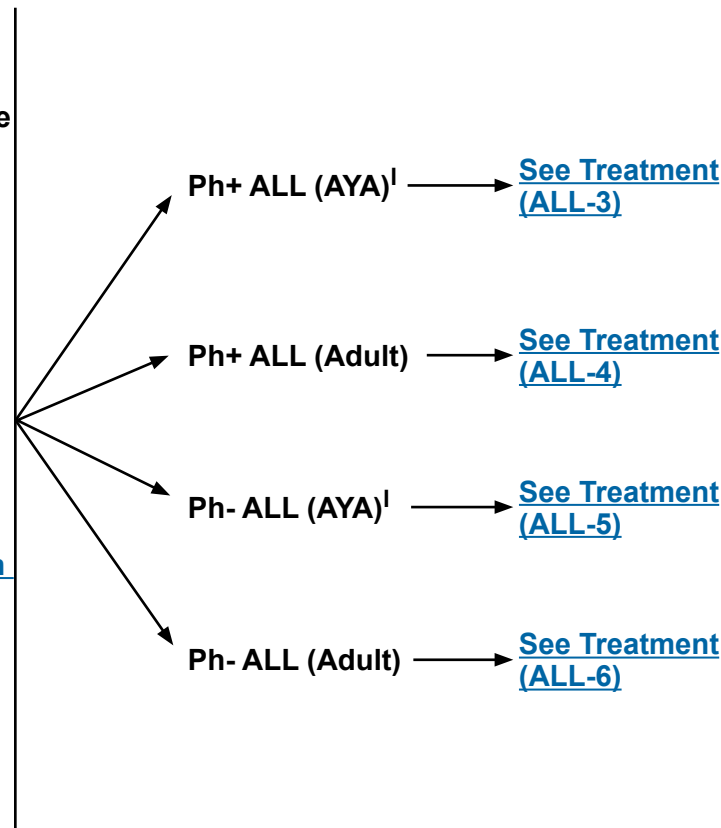 e
Ph+ ALL (AYA)l
See Treatment
(ALL-3)
Ph+ ALL (Adult)
See Treatment
(ALL-4)
Ph- ALL (AYA)l
See Treatment
(ALL-5)
n
Ph- ALL (Adult)
See Treatment
(ALL-6)